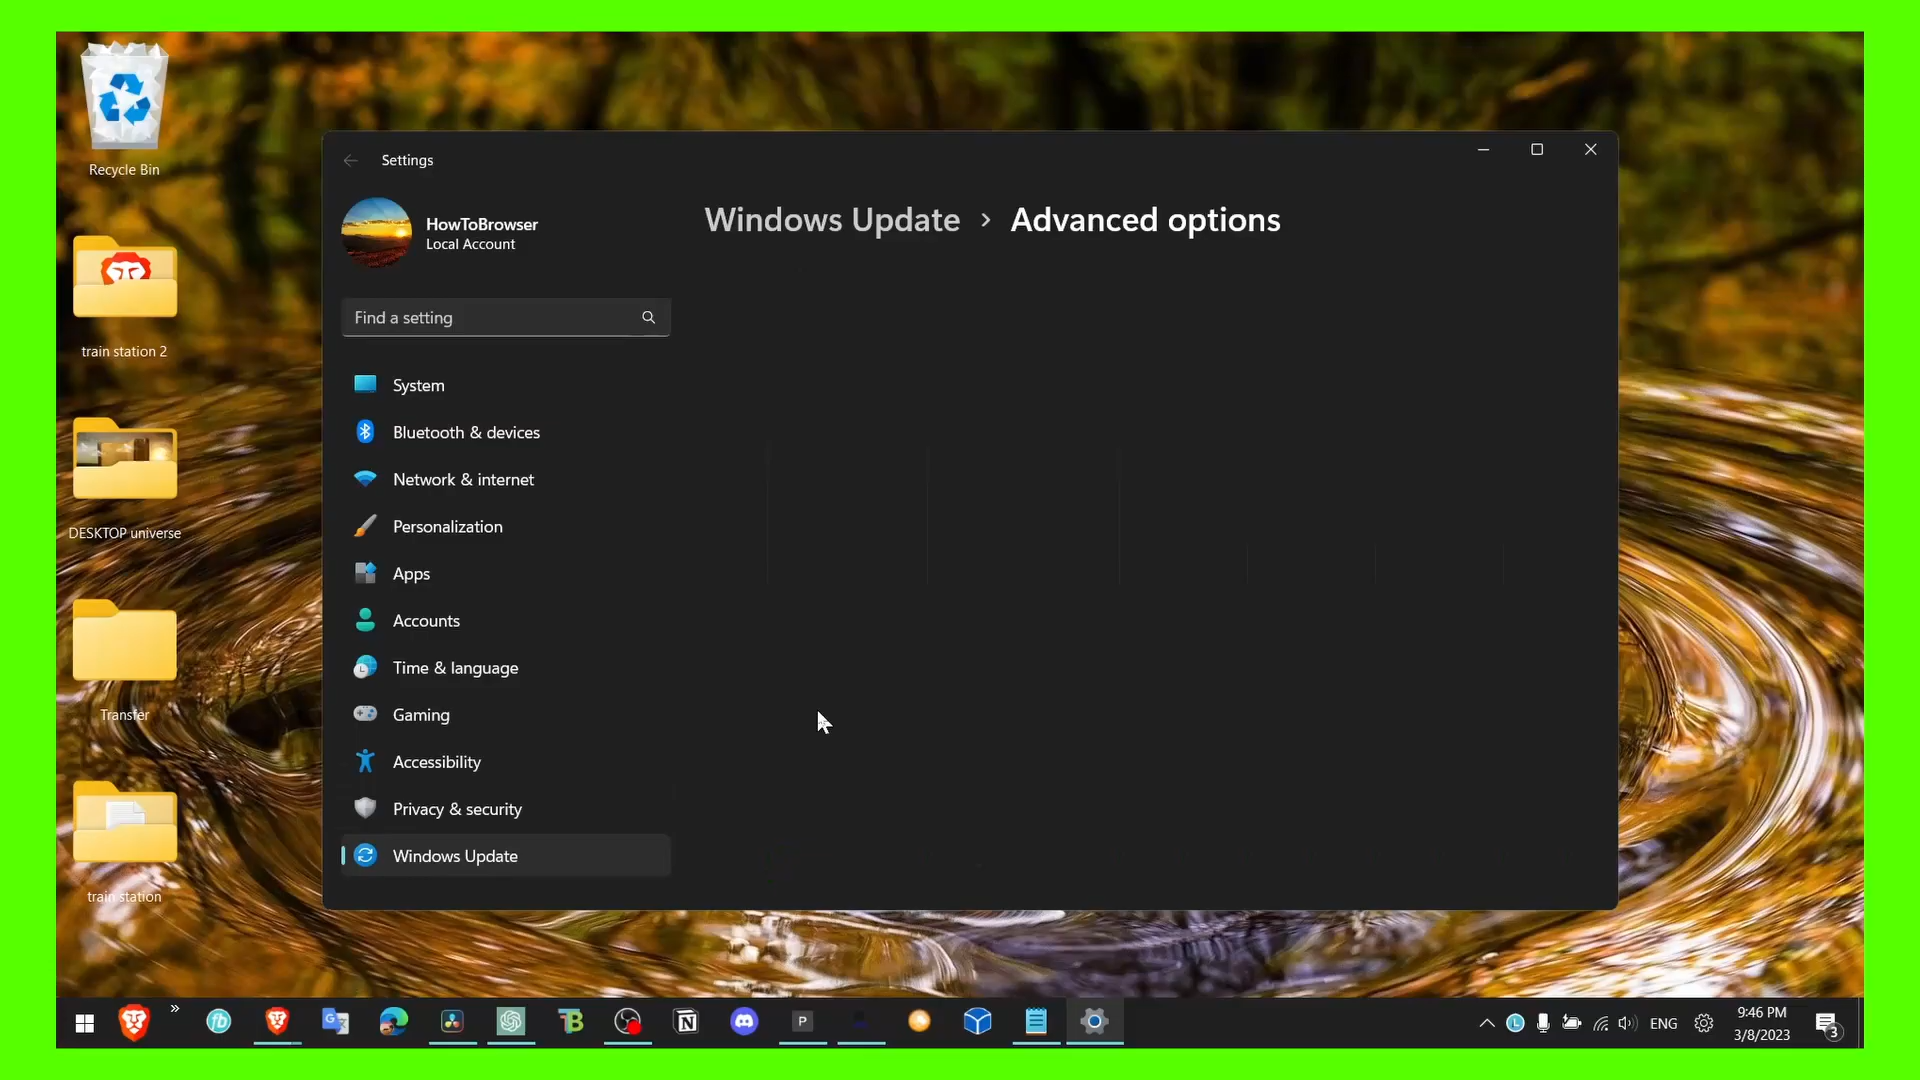 Recycle Bin
train station 2
DESKTOP universe
Transfer
train station
Settings
HowToBrowser
Local Account
Find a setting
System
Bluetooth & devices
Network & internet
Personalization
Apps
Accounts
Time & language
Gaming
Accessibility
Privacy & security
Windows Update
Windows Update > Advanced options
ENG
9:46 PM
3/8/2023
3